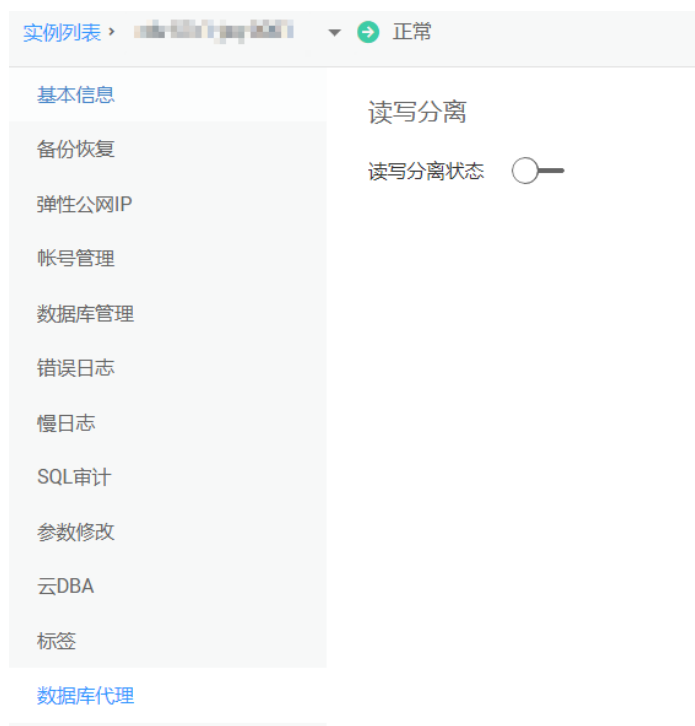 实例列表 › 正常
基本信息
备份恢复
弹性公网IP
帐号管理
数据库管理
错误日志
慢日志
SQL审计
参数修改
云DBA
标签
数据库代理
读写分离
读写分离状态